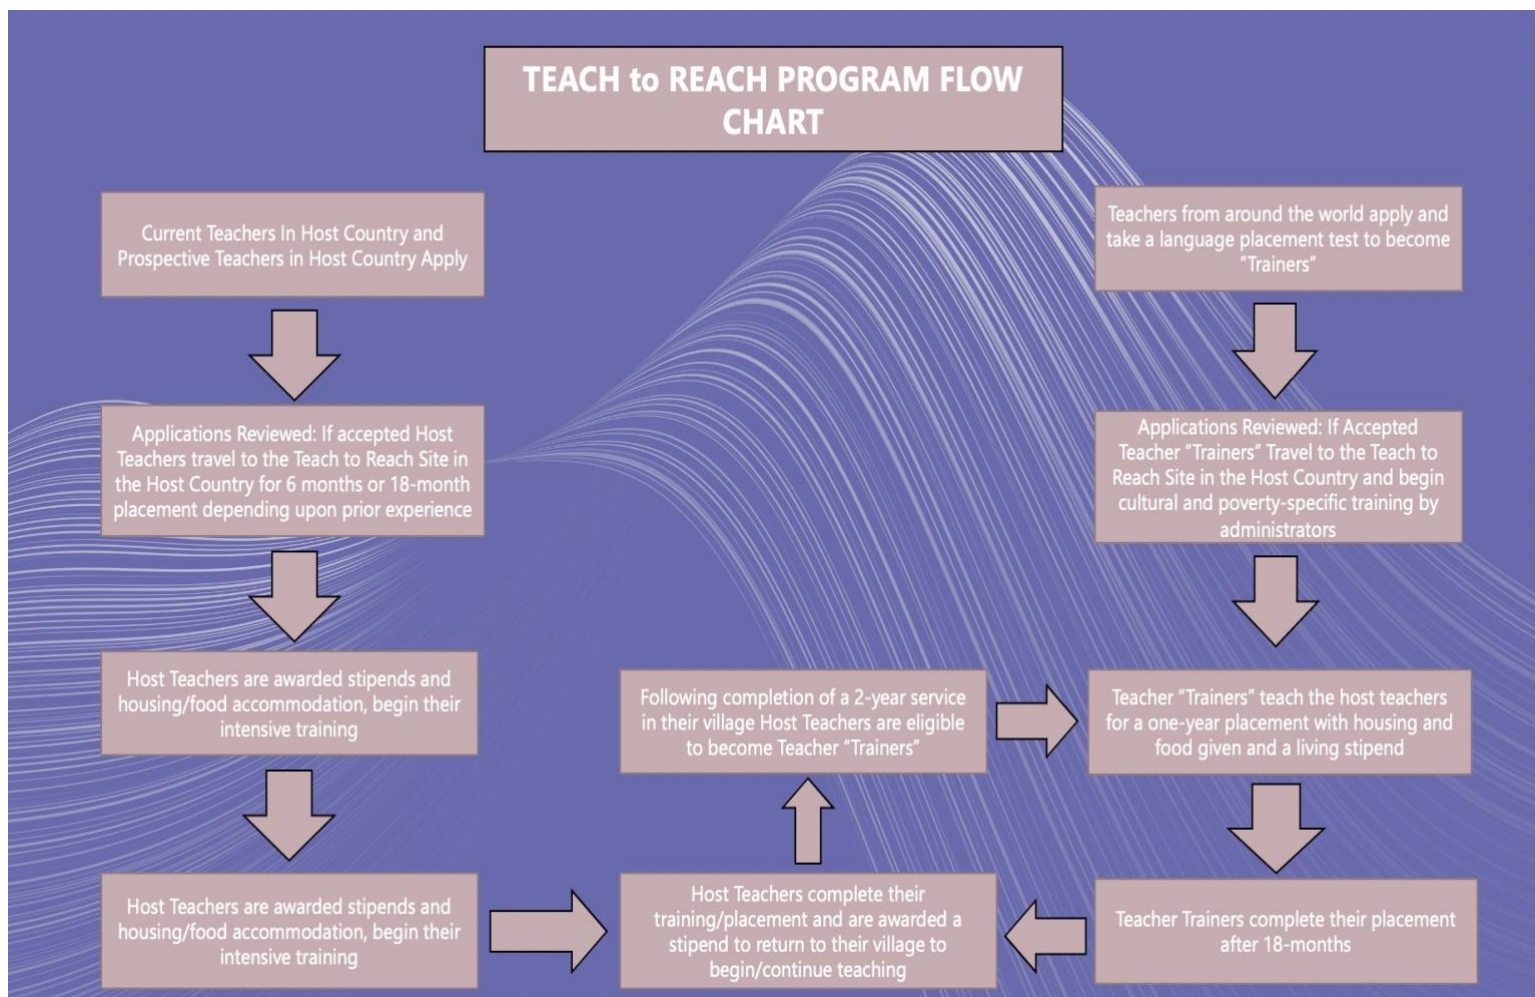 TEACH to REACH PROGRAM FLOW
CHART
Current Teachers In Host Country and
Prospective Teachers in Host Country Apply
Applications Reviewed: If accepted Host
Teachers travel to the Teach to Reach Site in
the Host Country for 6 months or 18-month
placement depending upon prior experience
Host Teachers are awarded stipends and
housing/food accommodation, begin their
intensive training
Host Teachers are awarded stipends and
housing/food accommodation, begin their
intensive training
Host Teachers complete their
training/placement and are awarded a
stipend to return to their village to
begin/continue teaching
Following completion of a 2-year service
in their village Host Teachers are eligible
to become Teacher “Trainers”
Teachers from around the world apply and
take a language placement test to become
“Trainers”
Applications Reviewed: If Accepted
Teacher “Trainers” Travel to the Teach to
Reach Site in the Host Country and begin
cultural and poverty-specific training by
administrators
Teacher “Trainers” teach the host teachers
for a one-year placement with housing and
food given and a living stipend
Teacher Trainers complete their placement
after 18-months